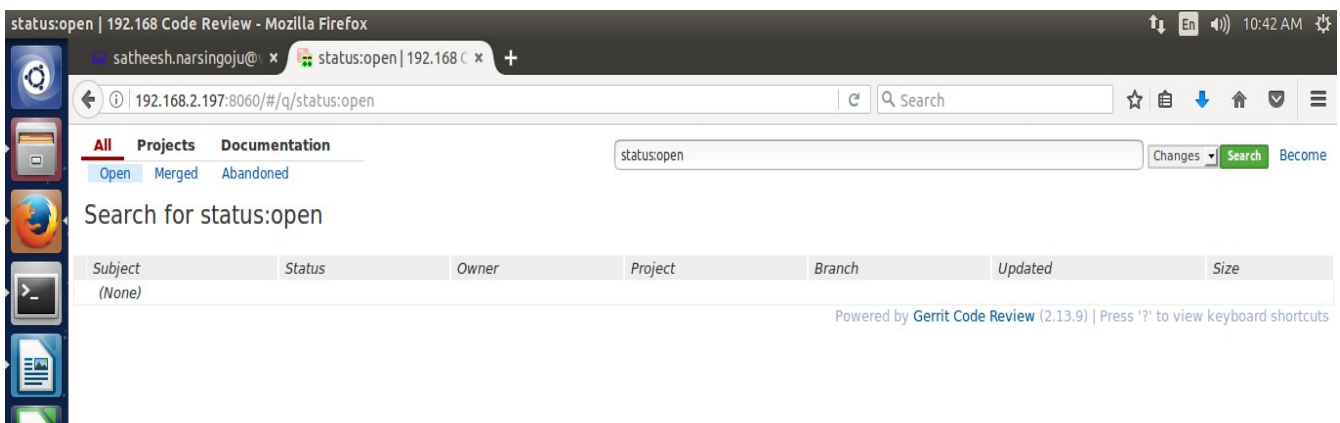 status:open | 192.168 Code Review - Mozilla Firefox En 10:42 AM
satheesh.narsingoju@ × status:open | 192.168 C × +
192.168.2.197:8060/#/q/status:open Search
All Projects Documentation
status:open Changes Search Become
Open Merged Abandoned
Search for status:open
Subject Status Owner Project Branch Updated Size
(None)
Powered by Gerrit Code Review (2.13.9) | Press '?' to view keyboard shortcuts